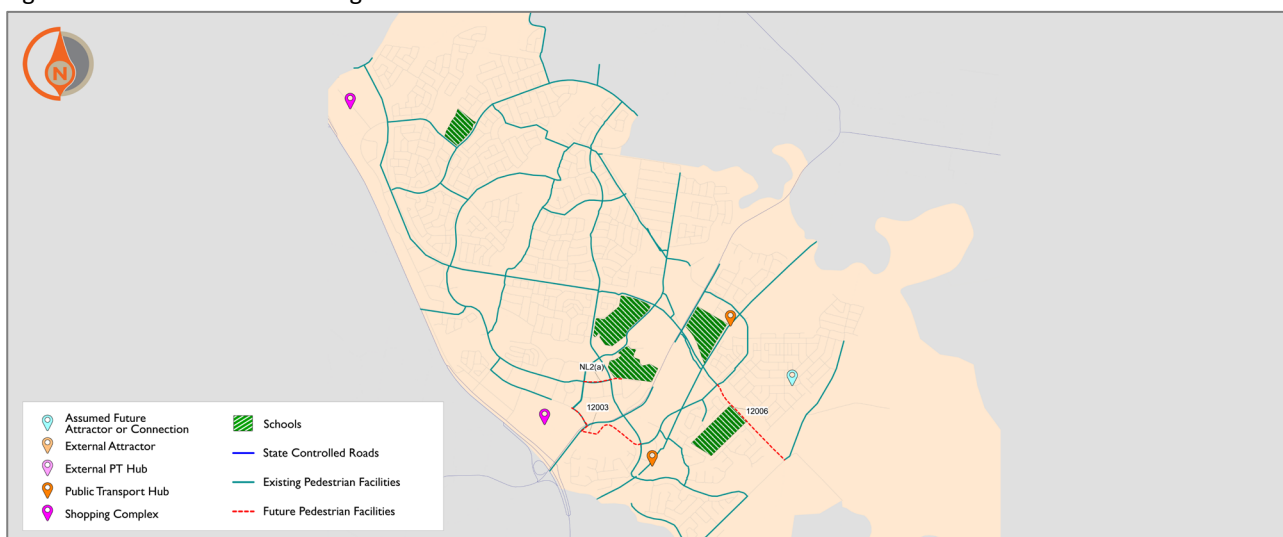 N
NL2(a)
12003
12006
Assumed Future
Attractor or Connection
External Attractor
External PT Hub
Public Transport Hub
Shopping Complex
Schools
State Controlled Roads
Existing Pedestrian Facilities
Future Pedestrian Facilities